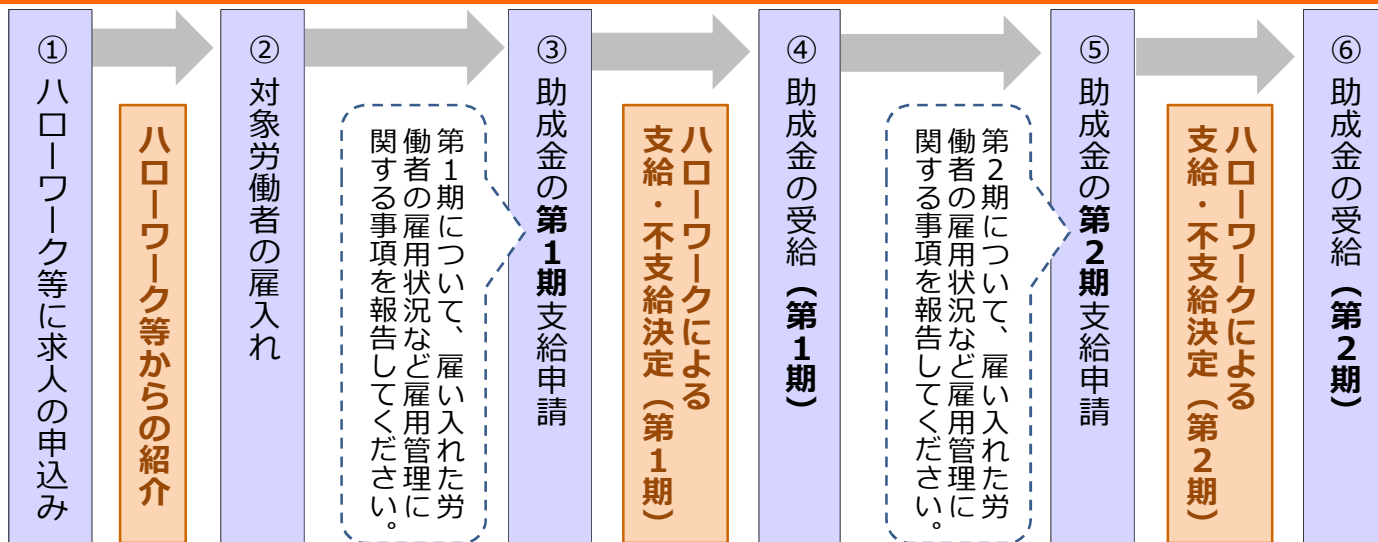 ①ハローワーク等に求人の申込み
ハローワーク等からの紹介
②対象労働者の雇入れ
第1期について、雇い入れた労
働者の雇用状況など雇用管理に
関する事項を報告してください。
③助成金の第1期支給申請
ハローワークによる
支給・不支給決定（第1期）
④助成金の受給（第1期）
第2期について、雇い入れた労
働者の雇用状況など雇用管理に
関する事項を報告してください。
⑤助成金の第2期支給申請
ハローワークによる
支給・不支給決定（第2期）
⑥助成金の受給（第2期）